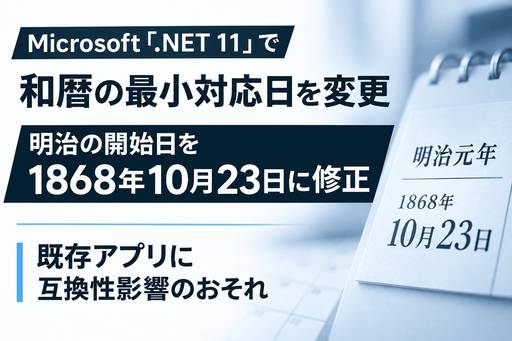 Microsoft「.NET 11」で
和暦の最小対応日を変更
明治の開始日を
1868年10月23日に修正
既存アプリに
互換性影響のおそれ
明治元年
1868年
10月23日